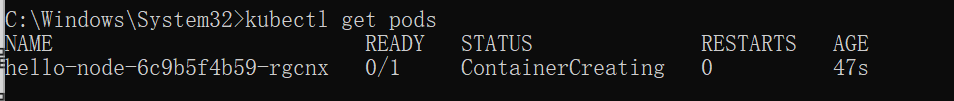 C:\Windows\System32>kubectl get pods
NAME READY STATUS RESTARTS AGE
hello-node-6c9b5f4b59-rgcnx 0/1 ContainerCreating 0 47s